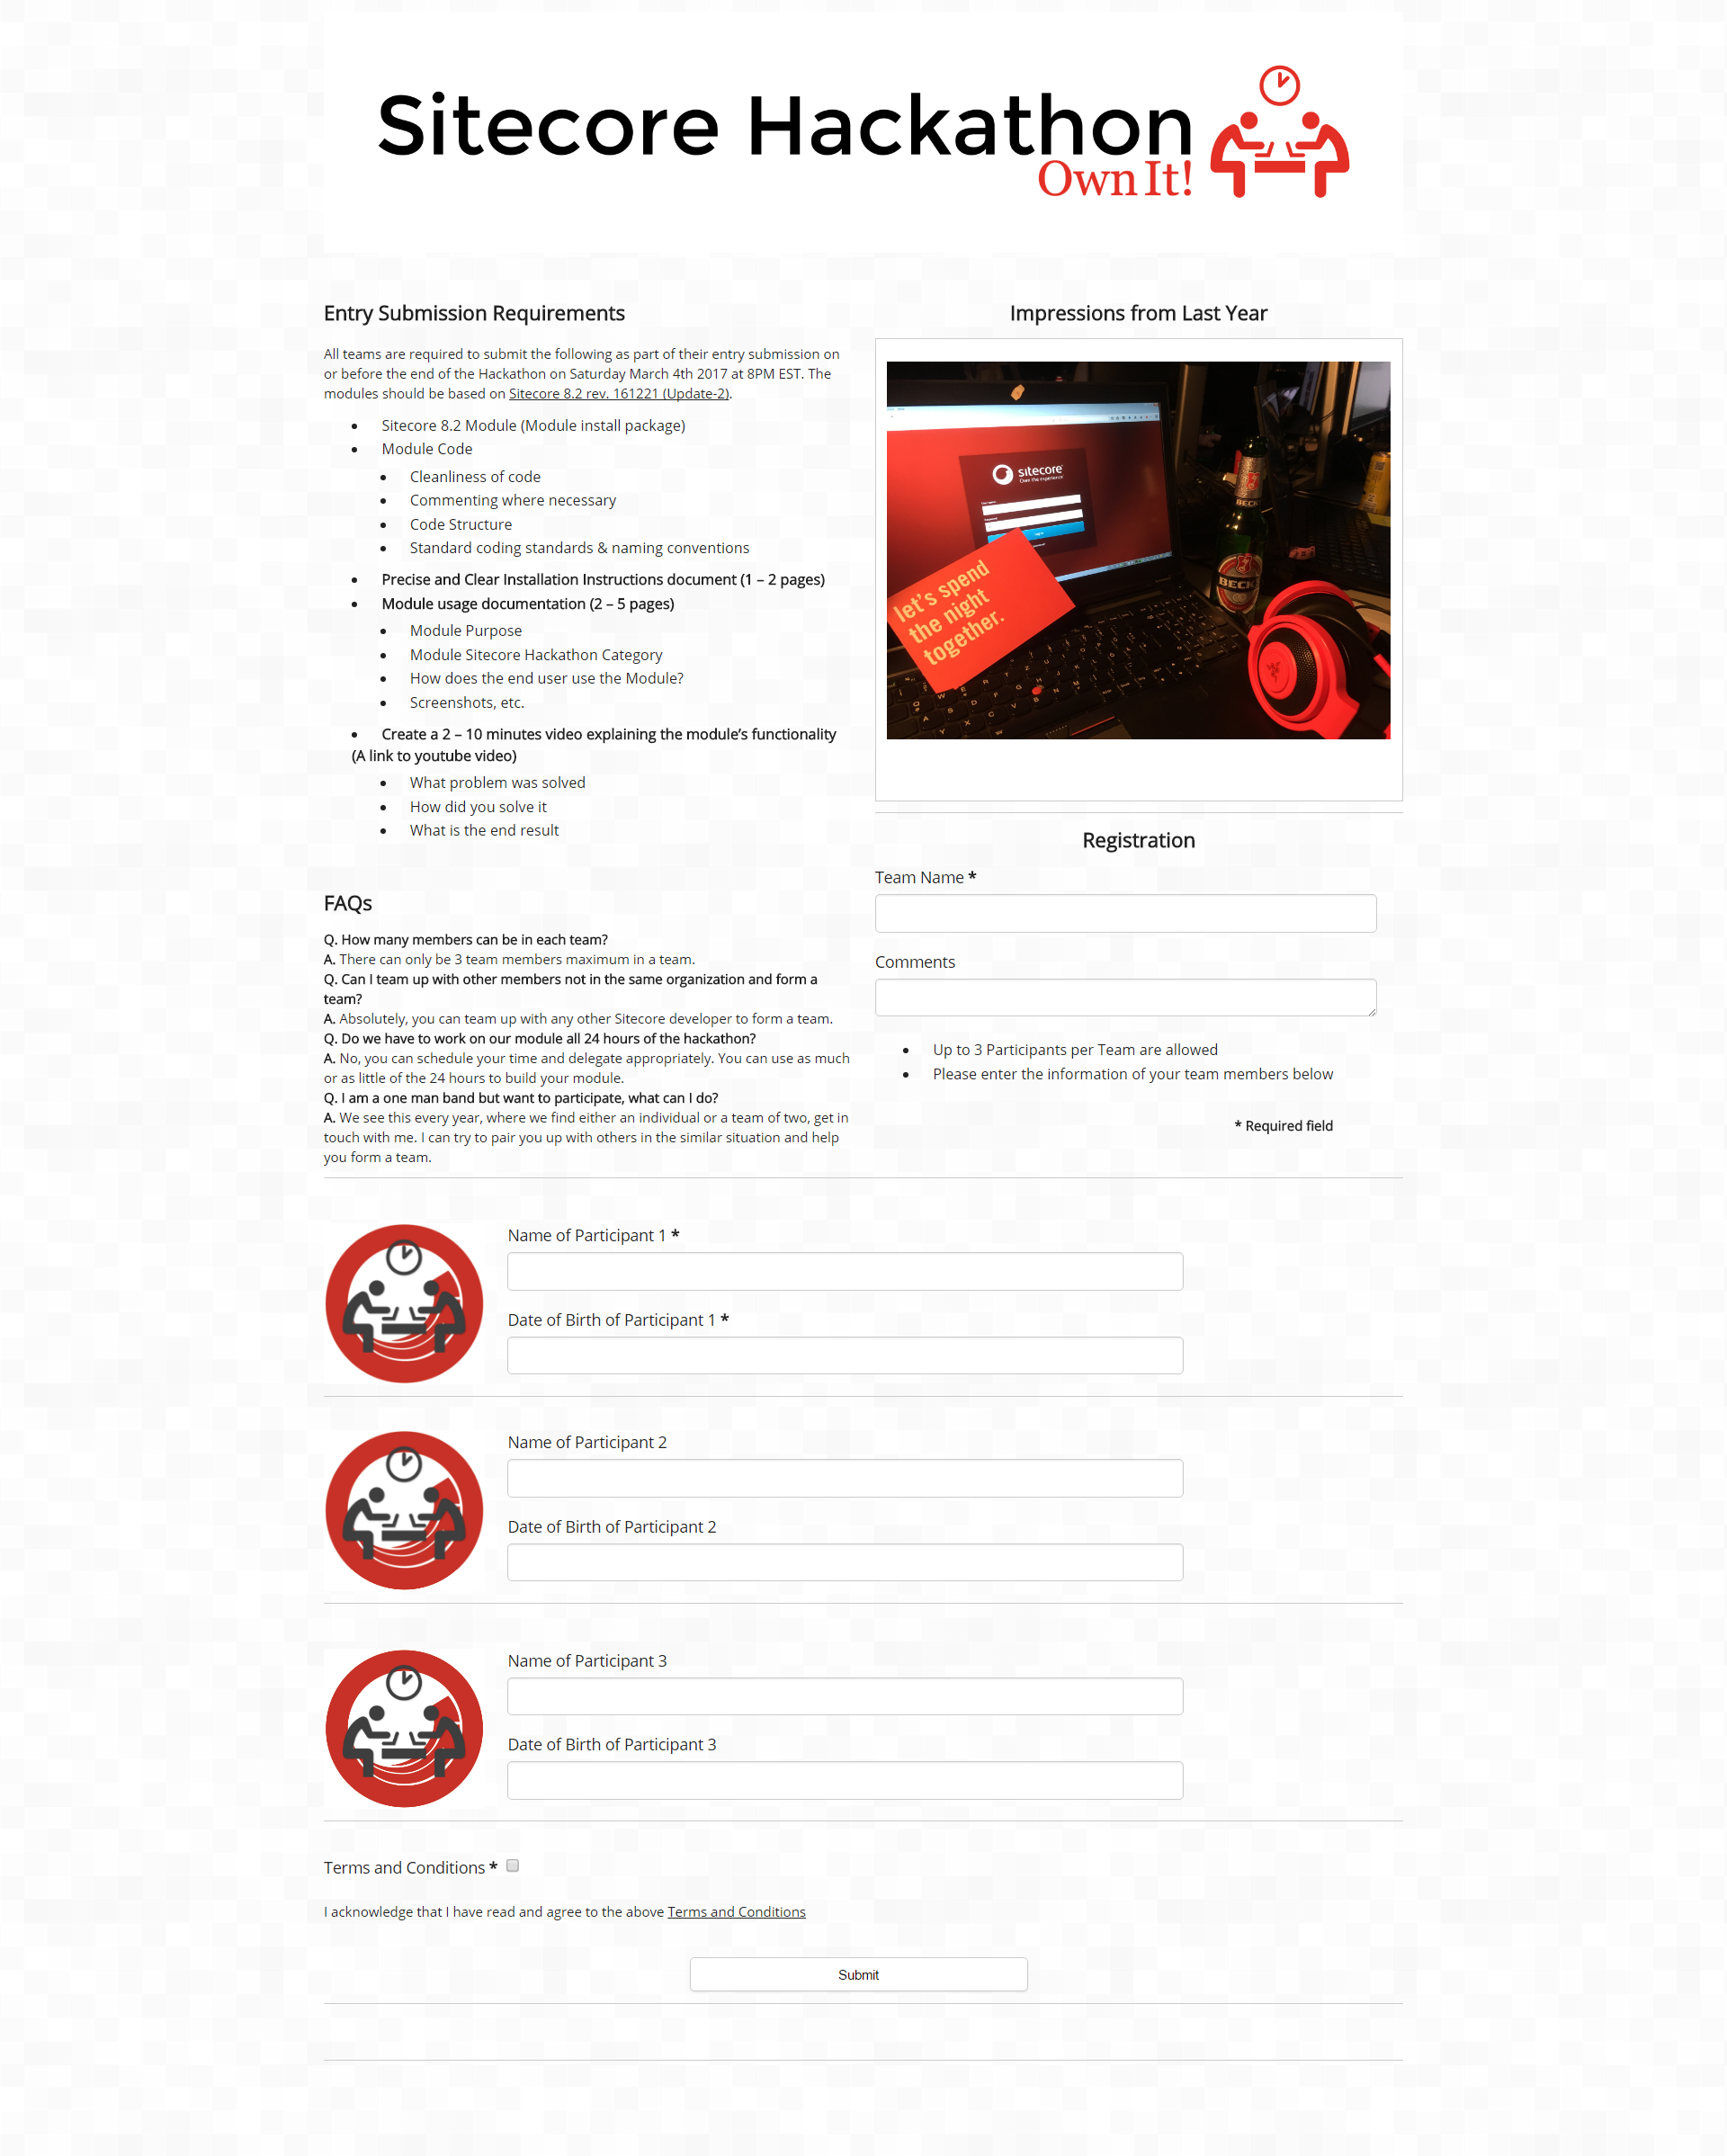 Sitecore Hackathon
Own It!
Entry Submission Requirements
All teams are required to submit the following as part of their entry submission on
or before the end of the Hackathon on Saturday March 4th 2017 at 8PM EST. The
modules should be based on Sitecore 8.2 rev. 161221 (Update-2).
Sitecore 8.2 Module (Module install package)
Module Code
Cleanliness of code
Commenting where necessary
Code Structure
Standard coding standards & naming conventions
Precise and Clear Installation Instructions document (1 – 2 pages)
Module usage documentation (2 – 5 pages)
Module Purpose
Module Sitecore Hackathon Category
How does the end user use the Module?
Screenshots, etc.
Create a 2 – 10 minutes video explaining the module’s functionality
(A link to youtube video)
What problem was solved
How did you solve it
What is the end result
FAQs
Q. How many members can be in each team?
A. There can only be 3 team members maximum in a team.
Q. Can I team up with other members not in the same organization and form a
team?
A. Absolutely, you can team up with any other Sitecore developer to form a team.
Q. Do we have to work on our module all 24 hours of the hackathon?
A. No, you can schedule your time and delegate appropriately. You can use as much
or as little of the 24 hours to build your module.
Q. I am a one man band but want to participate, what can I do?
A. We see this every year, where we find either an individual or a team of two, get in
touch with me. I can try to pair you up with others in the similar situation and help
you form a team.
Impressions from Last Year
sitecore
Own the experience
let's spend
the night
together.
BECK
BECK
Registration
Team Name *
Comments
Up to 3 Participants per Team are allowed
Please enter the information of your team members below
* Required field
Name of Participant 1 *
Date of Birth of Participant 1 *
Name of Participant 2
Date of Birth of Participant 2
Name of Participant 3
Date of Birth of Participant 3
Terms and Conditions *
I acknowledge that I have read and agree to the above Terms and Conditions
Submit